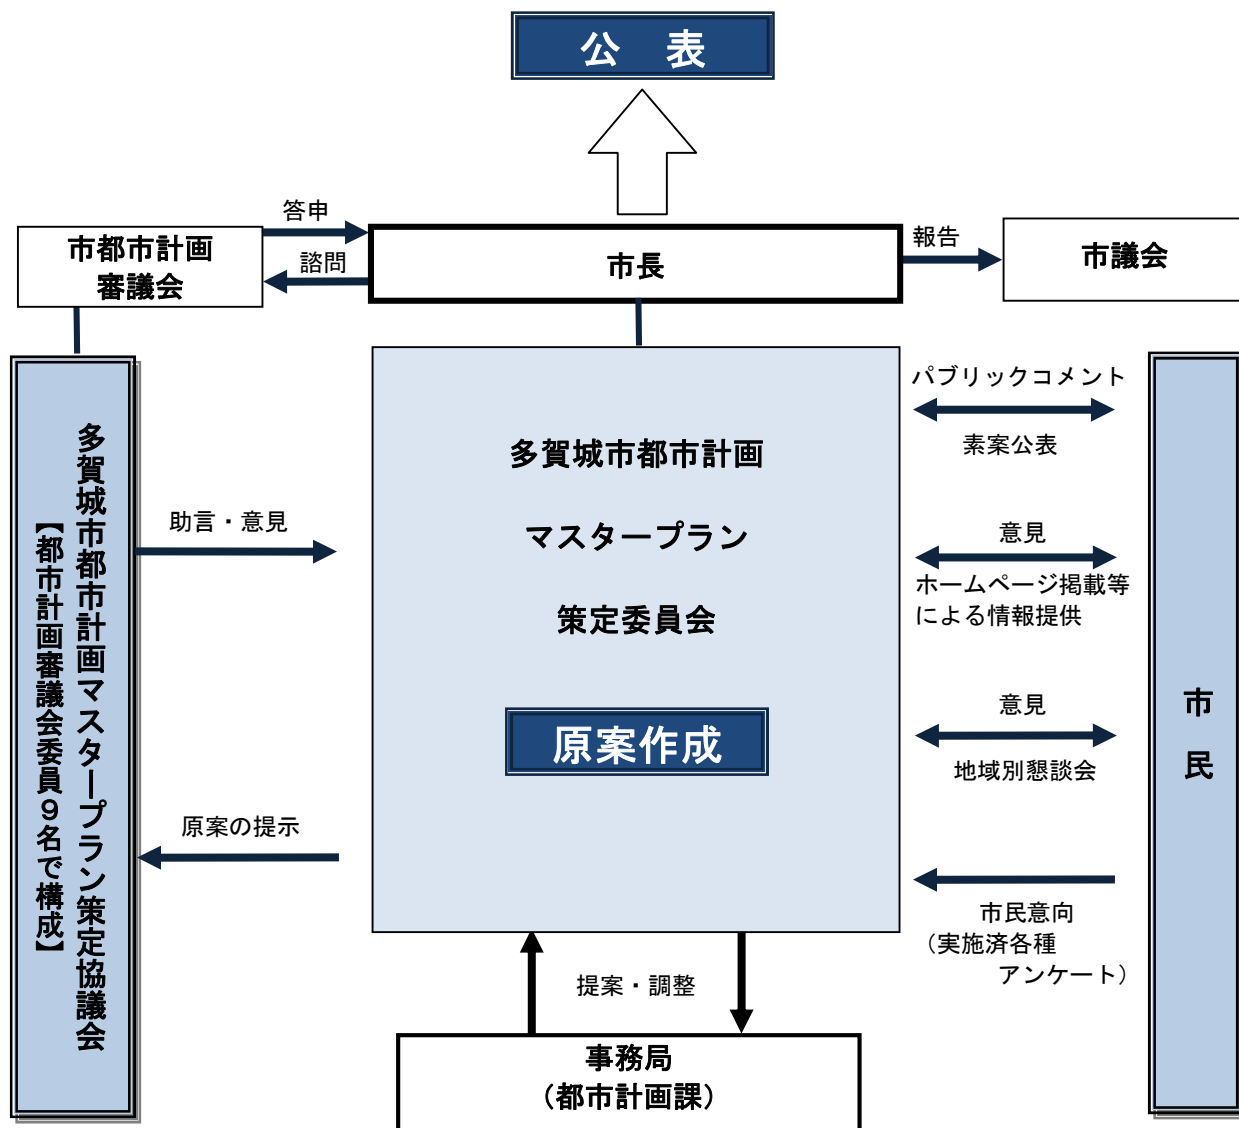 公　表
答申
諮問
市都市計画
審議会
市長
報告
市議会
多賀城市都市計画マスタープラン策定協議会
【都市計画審議会委員９名で構成】
助言・意見
原案の提示
多賀城市都市計画
マスタープラン
策定委員会
原案作成
パブリックコメント
素案公表
意見
ホームページ掲載等
による情報提供
意見
地域別懇談会
市民意向
（実施済各種
アンケート）
市民
提案・調整
事務局
（都市計画課）